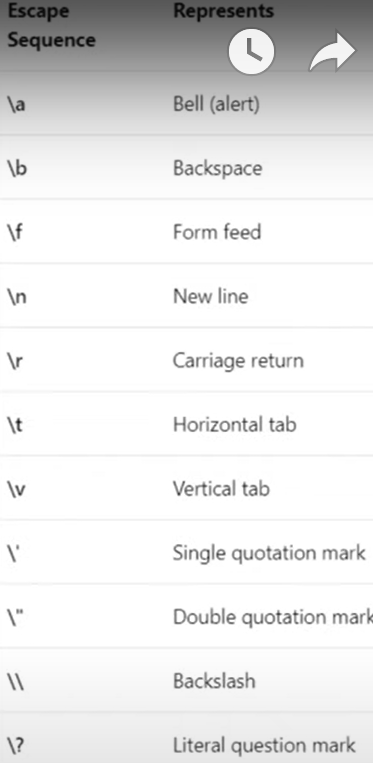 Escape Represents
Sequence
\a Bell (alert)
\b Backspace
\f Form feed
\n New line
\r Carriage return
\t Horizontal tab
\v Vertical tab
\' Single quotation mark
\" Double quotation mark
\\ Backslash
\? Literal question mark